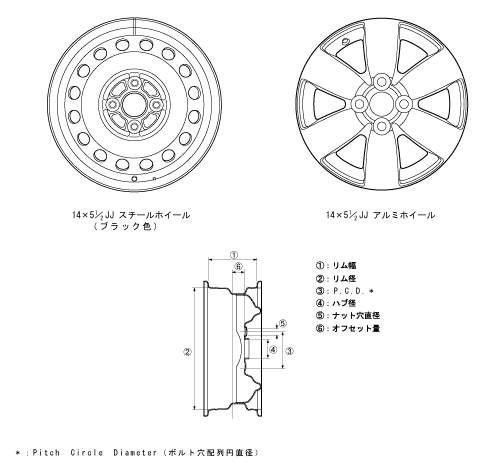 14×5½JJ スチールホイール
(ブラック色)
14×5½JJ アルミホイール
①
⑥
②
⑤
④
③
①:リム幅
②:リム径
③:P.C.D.*
④:ハブ径
⑤:ナット穴直径
⑥:オフセット量
*:Pitch Circle Diameter(ボルト穴配列円直径)